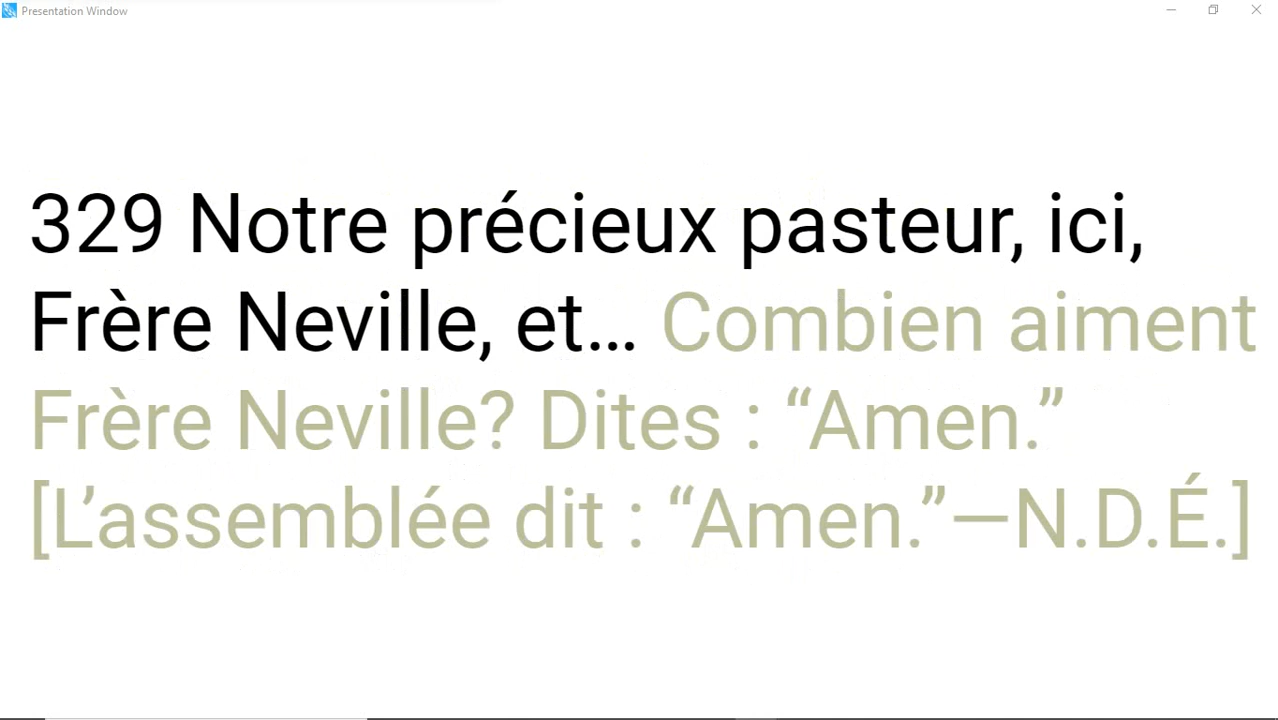 Presentation Window
329 Notre précieux pasteur, ici,
Frère Neville, et… Combien aiment
Frère Neville? Dites : “Amen.”
[L’assemblée dit : “Amen.”—N.D.É.]